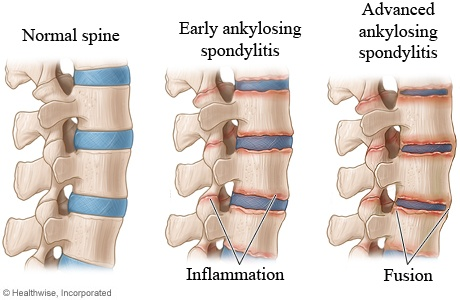 Normal spine
Early ankylosing
spondylitis
Advanced
ankylosing
spondylitis
Inflammation
Fusion
© Healthwise, Incorporated